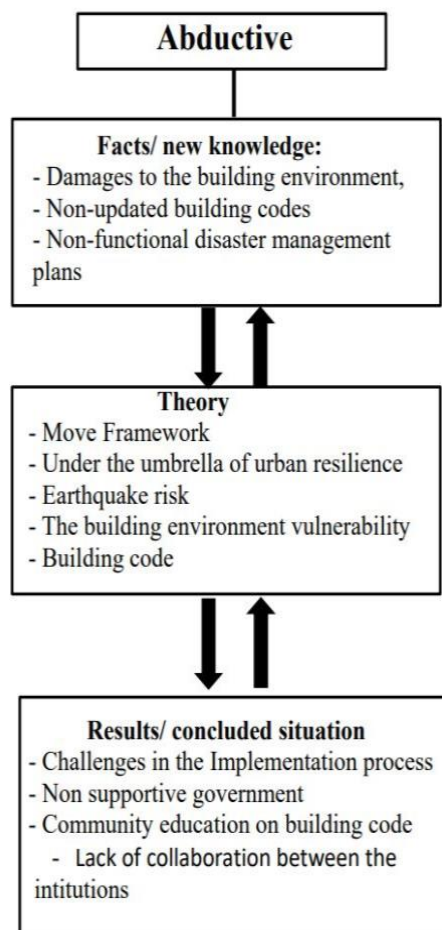 Abductive
Facts/ new knowledge:
- Damages to the building environment,
- Non-updated building codes
- Non-functional disaster management
plans
Theory
- Move Framework
- Under the umbrella of urban resilience
- Earthquake risk
- The building environment vulnerability
- Building code
Results/ concluded situation
- Challenges in the Implementation process
- Non supportive government
- Community education on building code
- Lack of collaboration between the
intitutions